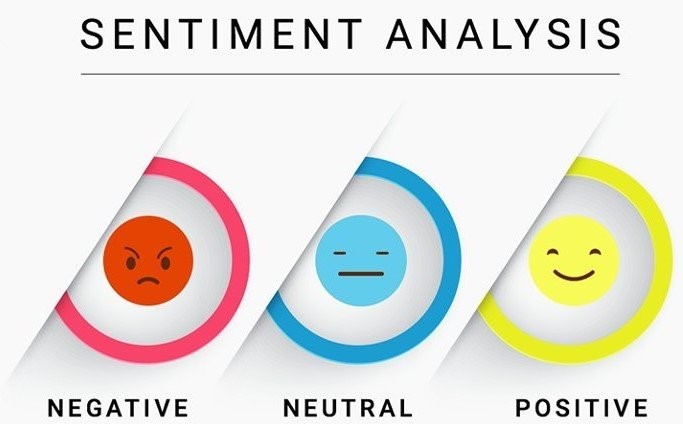 SENTIMENT ANALYSIS
NEGATIVE NEUTRAL POSITIVE